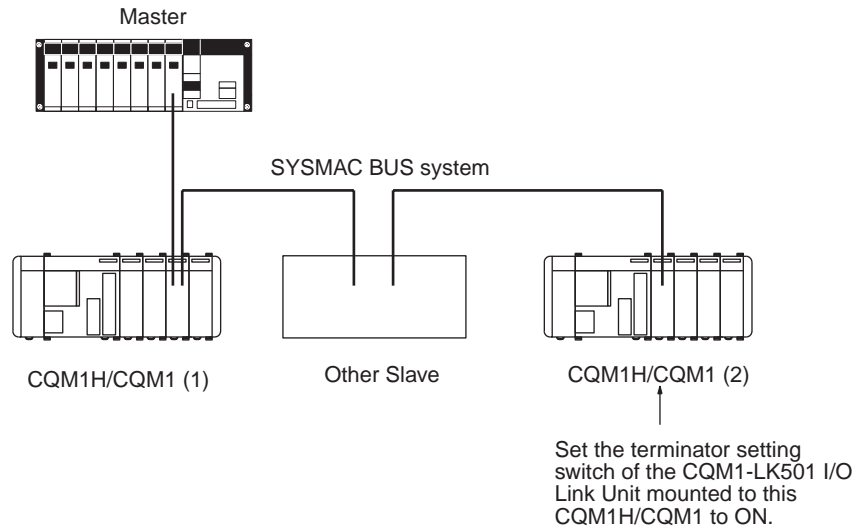 Master
SYSMAC BUS system
CQM1H/CQM1 (1)
Other Slave
CQM1H/CQM1 (2)
Set the terminator setting
switch of the CQM1-LK501 I/O
Link Unit mounted to this
CQM1H/CQM1 to ON.